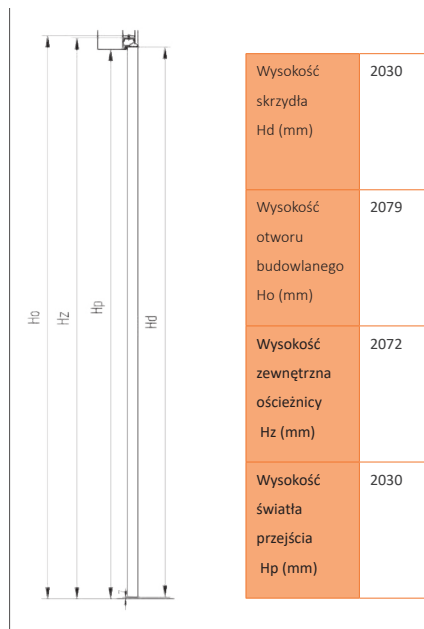 Ho
Hz
Hp
Hd
Wysokość
skrzydła
Hd (mm)
2030
Wysokość
otworu
budowlanego
Ho (mm)
2079
Wysokość
zewnętrzna
ościeżnicy
Hz (mm)
2072
Wysokość
światła
przejścia
Hp (mm)
2030